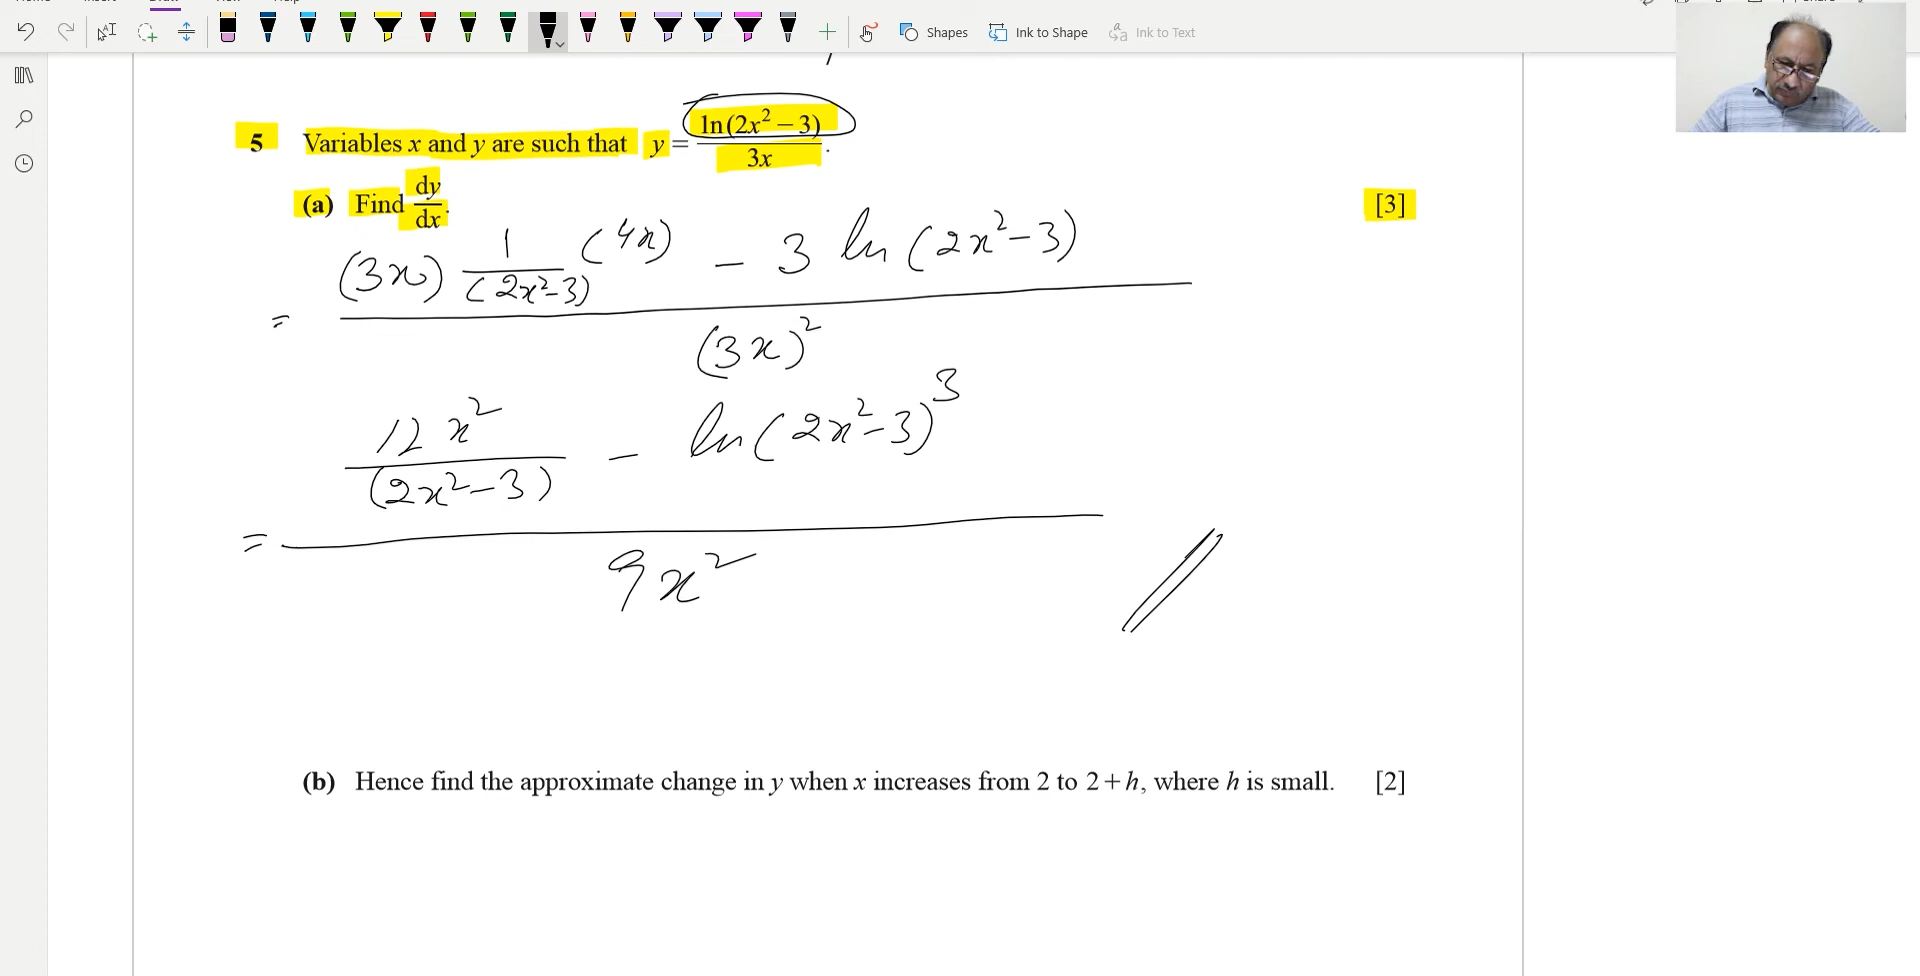 Shapes Ink to Shape Ink to Text
5 Variables x and y are such that y = ln(2x² − 3) / 3x .
(a) Find dy/dx. [3]
= ((3x) 1/(2x²-3) (4x) − 3 ln(2x²−3)) / (3x)²
= (12x²/(2x²−3) − ln(2x²−3)³) / 9x²
(b) Hence find the approximate change in y when x increases from 2 to 2+h, where h is small. [2]